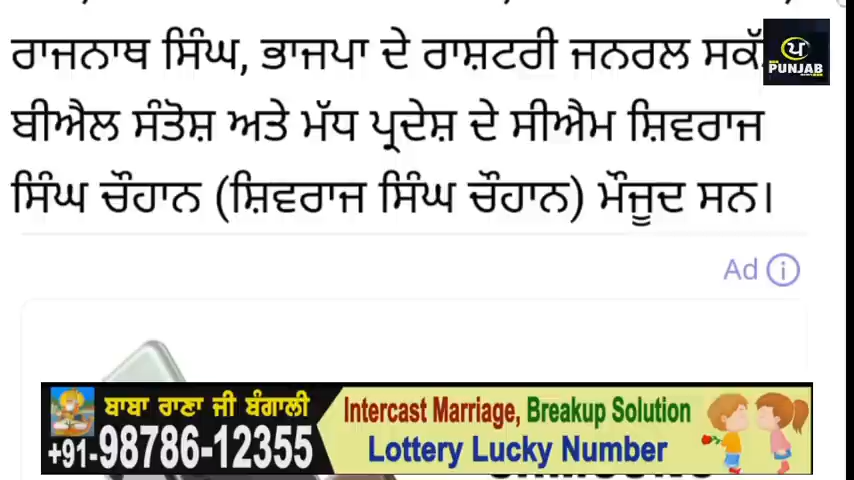 ਰਾਜਨਾਥ ਸਿੰਘ, ਭਾਜਪਾ ਦੇ ਰਾਸ਼ਟਰੀ ਜਨਰਲ
ਪ PUNJAB
ਬੀਐਲ ਸੰਤੋਸ਼ ਅਤੇ ਮੱਧ ਪ੍ਰਦੇਸ਼ ਦੇ ਸੀਐਮ ਸ਼ਿਵਰਾਜ
ਸਿੰਘ ਚੌਹਾਨ (ਸ਼ਿਵਰਾਜ ਸਿੰਘ ਚੌਹਾਨ) ਮੌਜੂਦ ਸਨ।
Ad
ਬਾਬਾ ਰਾਣਾ ਜੀ ਬੰਗਾਲੀ
+91-98786-12355
Intercast Marriage, Breakup Solution
Lottery Lucky Number